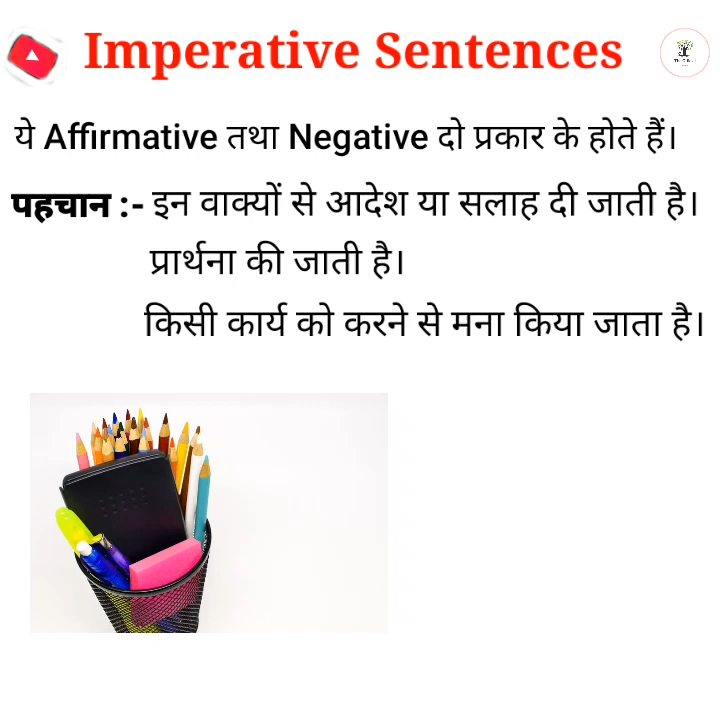 Imperative Sentences
ये Affirmative तथा Negative दो प्रकार के होते हैं।
पहचान :- इन वाक्यों से आदेश या सलाह दी जाती है।
प्रार्थना की जाती है।
किसी कार्य को करने से मना किया जाता है।